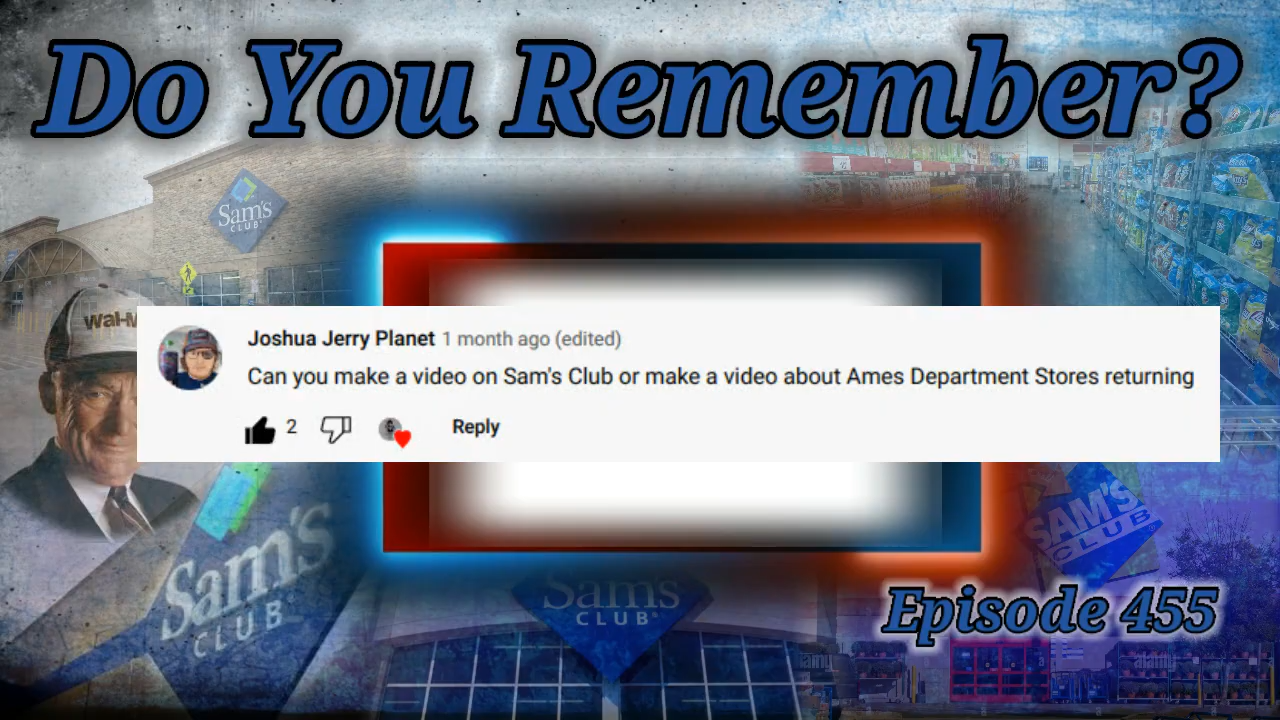 Do You Remember?
Sam's
CLUB
Wal-M
Joshua Jerry Planet 1 month ago (edited)
Can you make a video on Sam's Club or make a video about Ames Department Stores returning
2
Reply
Sam's
CLUB
Sam's
CLUB
SAM'S
CLUB
Episode 455